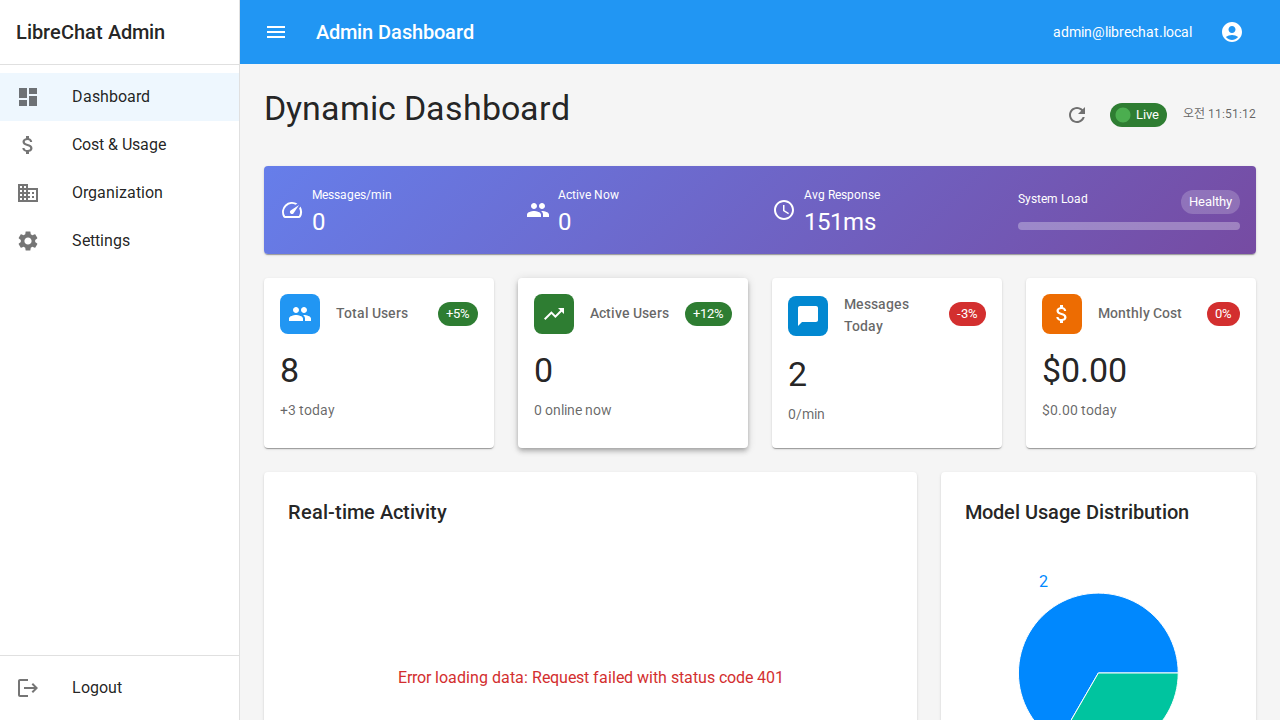 LibreChat Admin
Admin Dashboard
admin@librechat.local
Dashboard
Cost & Usage
Organization
Settings
Logout
Dynamic Dashboard
Live
오전 11:51:12
Messages/min
0
Active Now
0
Avg Response
151ms
System Load
Healthy
Total Users
+5%
8
+3 today
Active Users
+12%
0
0 online now
Messages
Today
-3%
2
0/min
Monthly Cost
0%
$0.00
$0.00 today
Real-time Activity
Error loading data: Request failed with status code 401
Model Usage Distribution
2